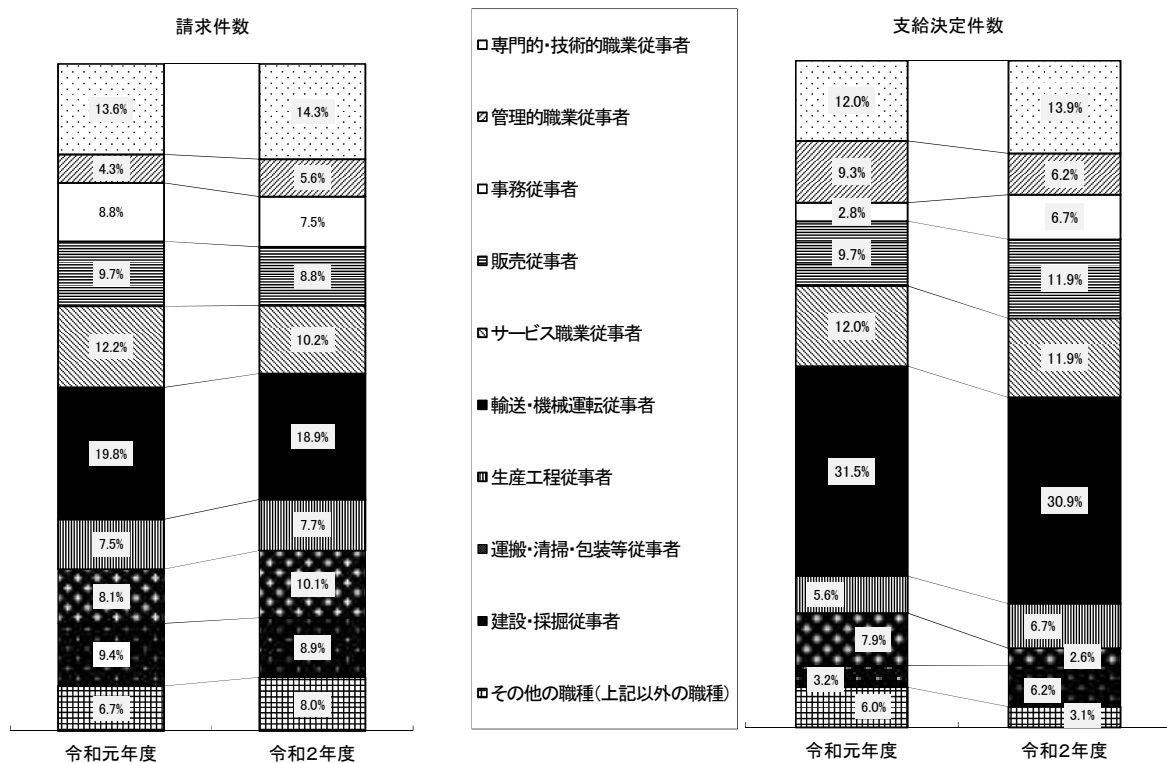 請求件数
13.6%
14.3%
4.3%
5.6%
8.8%
7.5%
9.7%
8.8%
12.2%
10.2%
19.8%
18.9%
7.5%
7.7%
8.1%
10.1%
9.4%
8.9%
6.7%
8.0%
令和元年度
令和2年度
専門的・技術的職業従事者
管理的職業従事者
事務従事者
販売従事者
サービス職業従事者
輸送・機械運転従事者
生産工程従事者
運搬・清掃・包装等従事者
建設・採掘従事者
その他の職種(上記以外の職種)
支給決定件数
12.0%
13.9%
9.3%
6.2%
2.8%
6.7%
9.7%
11.9%
12.0%
11.9%
31.5%
30.9%
5.6%
6.7%
7.9%
2.6%
3.2%
6.2%
6.0%
3.1%
令和元年度
令和2年度